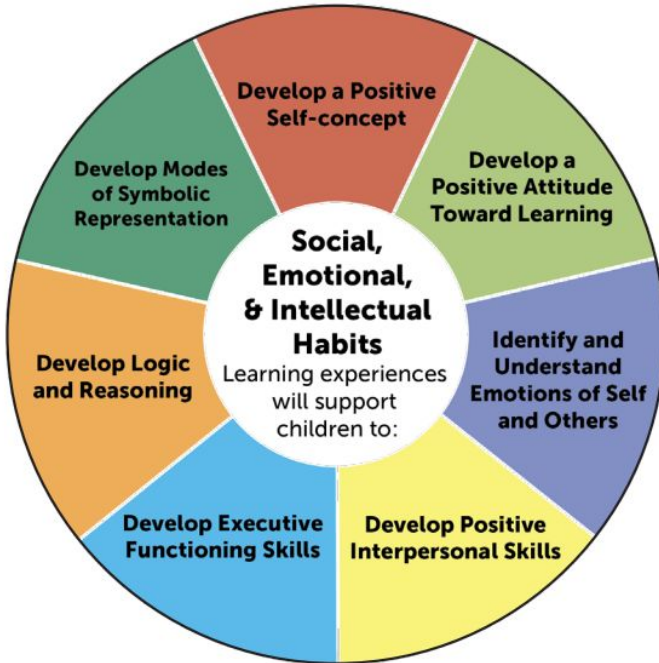 Social,
Emotional,
& Intellectual
Habits
Learning experiences
will support
children to:
Develop a Positive
Self-concept
Develop a
Positive Attitude
Toward Learning
Identify and
Understand
Emotions of Self
and Others
Develop Positive
Interpersonal Skills
Develop Executive
Functioning Skills
Develop Logic
and Reasoning
Develop Modes
of Symbolic
Representation